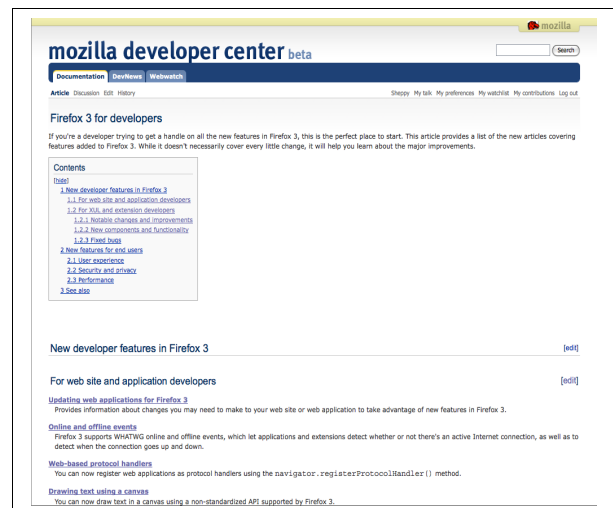 mozilla
mozilla developer center beta
Search
Documentation DevNews Webwatch
Article Discussion Edit History Sheppy My talk My preferences My watchlist My contributions Log out
Firefox 3 for developers
If you're a developer trying to get a handle on all the new features in Firefox 3, this is the perfect place to start. This article provides a list of the new articles covering
features added to Firefox 3. While it doesn't necessarily cover every little change, it will help you learn about the major improvements.
Contents
[hide]
1 New developer features in Firefox 3
1.1 For web site and application developers
1.2 For XUL and extension developers
1.2.1 Notable changes and improvements
1.2.2 New components and functionality
1.2.3 Fixed bugs
2 New features for end users
2.1 User experience
2.2 Security and privacy
2.3 Performance
3 See also
New developer features in Firefox 3 [edit]
For web site and application developers [edit]
Updating web applications for Firefox 3
Provides information about changes you may need to make to your web site or web application to take advantage of new features in Firefox 3.
Online and offline events
Firefox 3 supports WHATWG online and offline events, which let applications and extensions detect whether or not there's an active Internet connection, as well as to
detect when the connection goes up and down.
Web-based protocol handlers
You can now register web applications as protocol handlers using the navigator.registerProtocolHandler() method.
Drawing text using a canvas
You can now draw text in a canvas using a non-standardized API supported by Firefox 3.